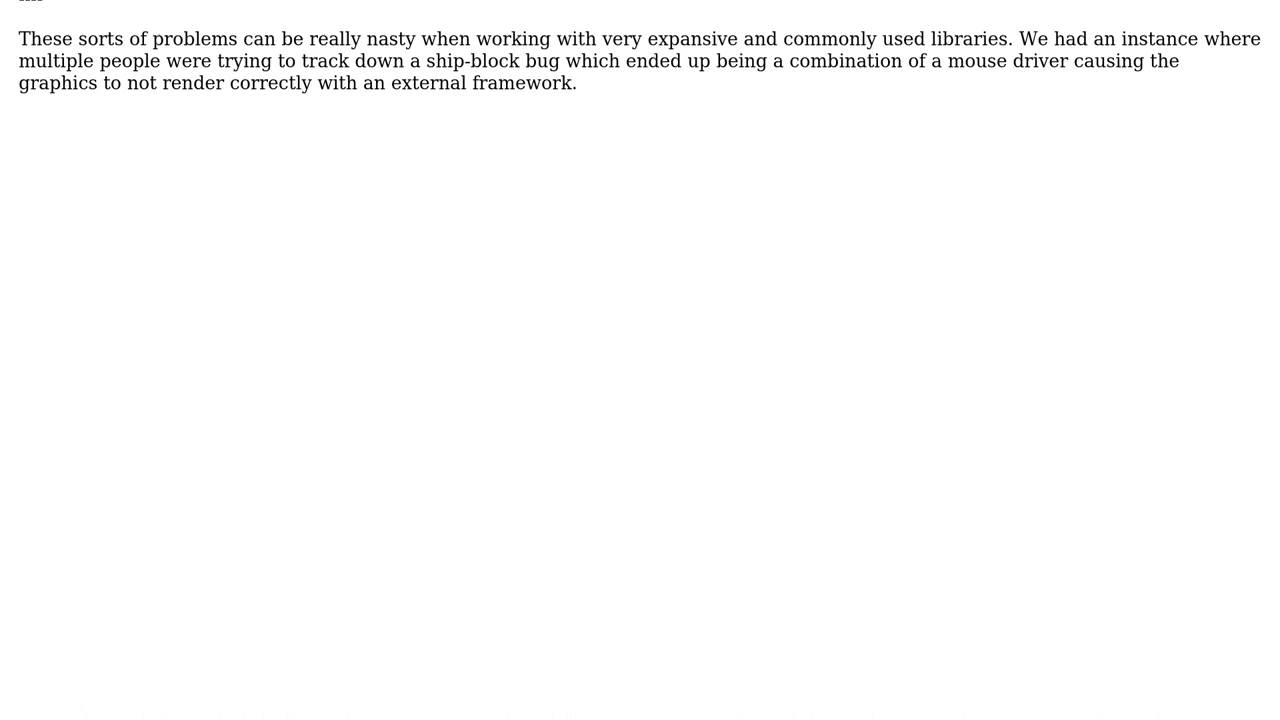 These sorts of problems can be really nasty when working with very expansive and commonly used libraries. We had an instance where
multiple people were trying to track down a ship-block bug which ended up being a combination of a mouse driver causing the
graphics to not render correctly with an external framework.